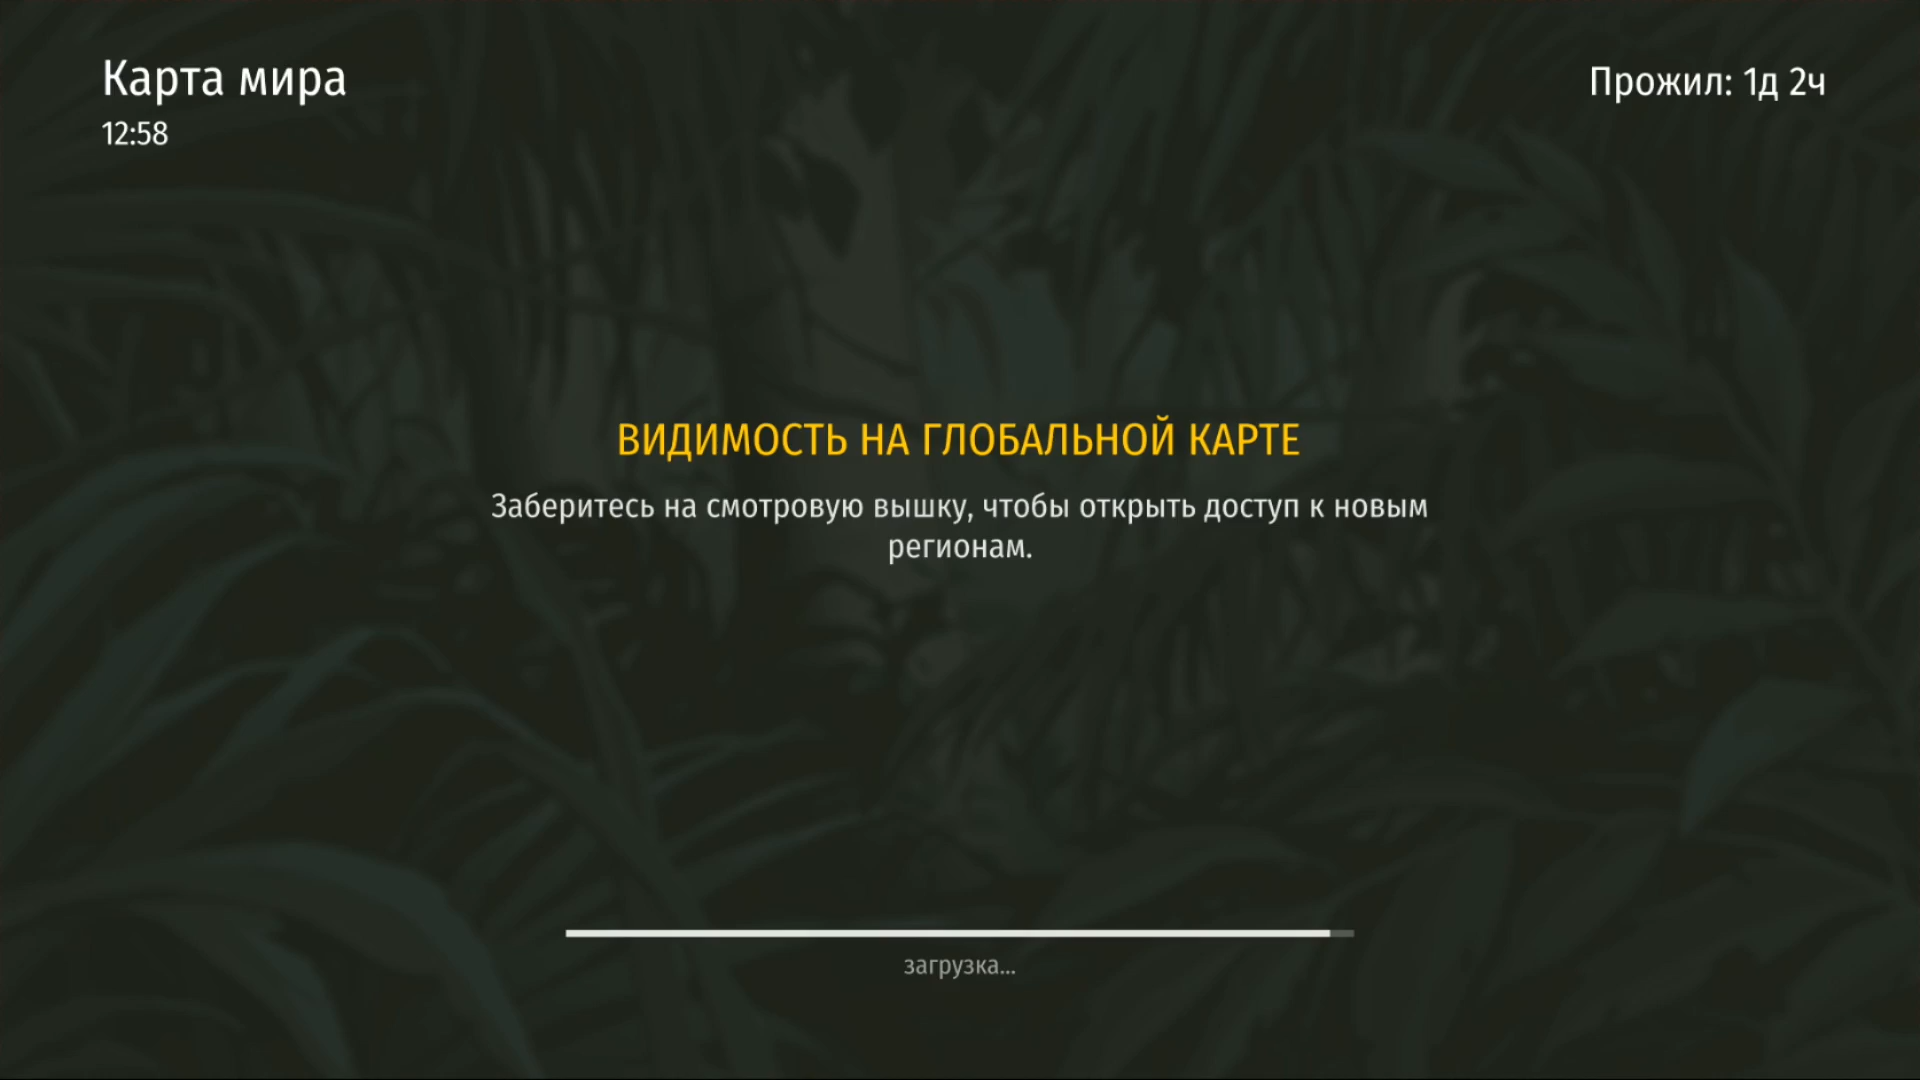 Карта мира
Прожил: 1д 2ч
12:58
ВИДИМОСТЬ НА ГЛОБАЛЬНОЙ КАРТЕ
Заберитесь на смотровую вышку, чтобы открыть доступ к новым
регионам.
загрузка...